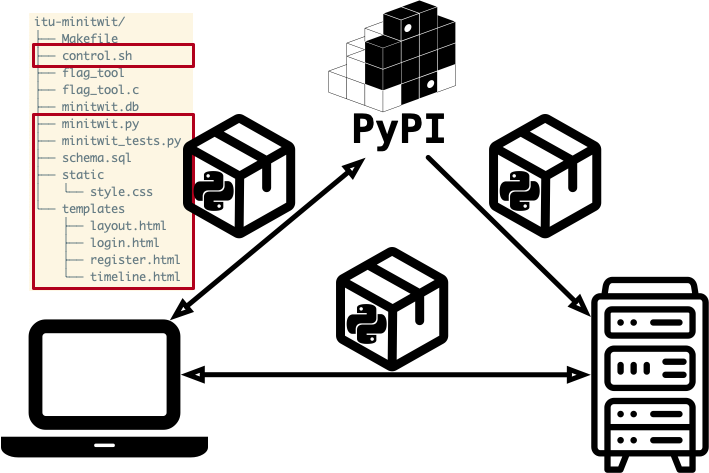 itu-minitwit/
├── Makefile
├── control.sh
├── flag_tool
├── flag_tool.c
├── minitwit.db
├── minitwit.py
├── minitwit_tests.py
├── schema.sql
├── static
│   └── style.css
└── templates
    ├── layout.html
    ├── login.html
    ├── register.html
    └── timeline.html
PyPI